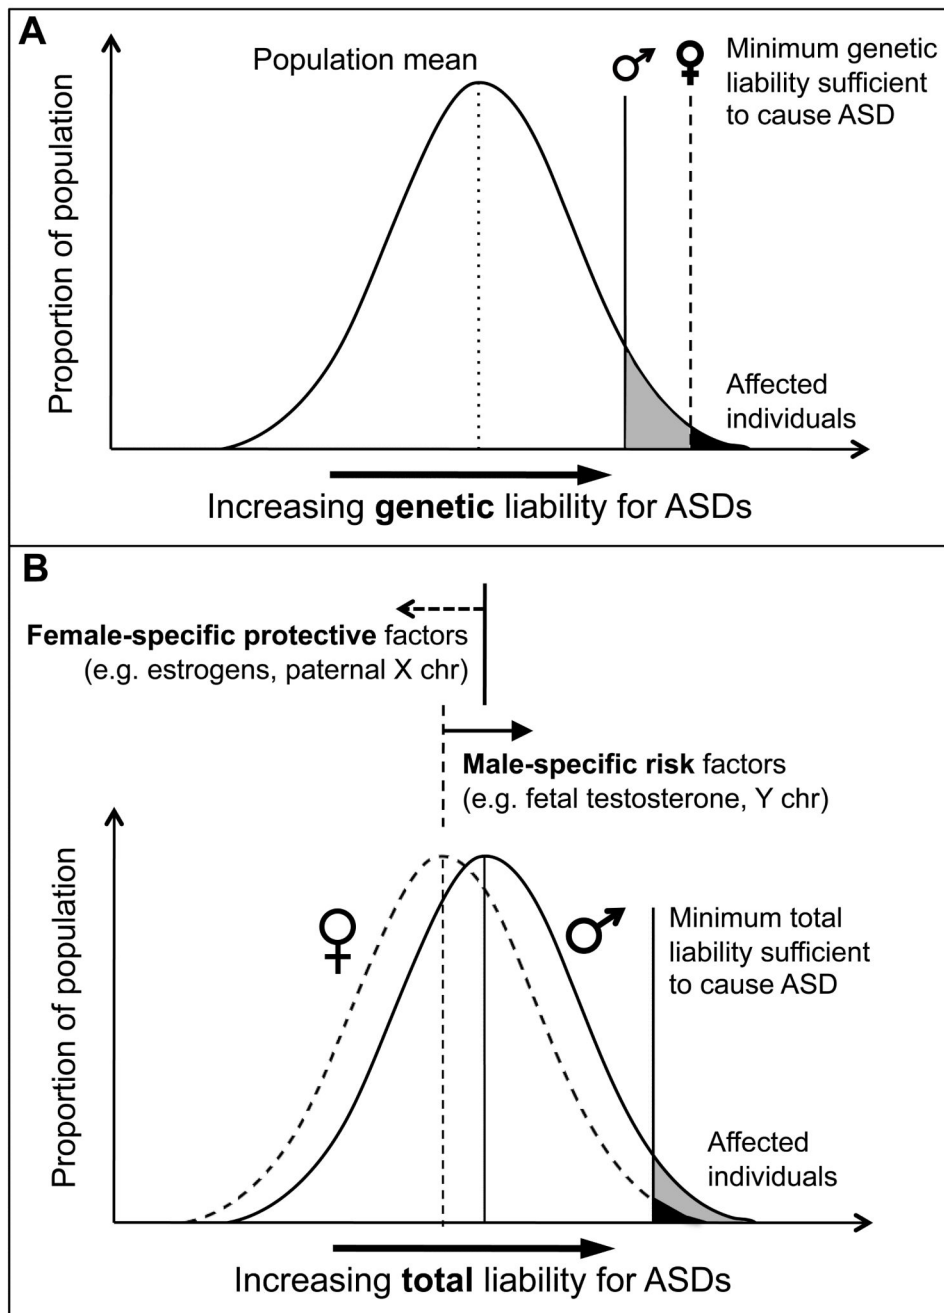 A
Population mean
Minimum genetic
liability sufficient
to cause ASD
Proportion of population
Affected
individuals
Increasing genetic liability for ASDs
B
Female-specific protective factors
(e.g. estrogens, paternal X chr)
Male-specific risk factors
(e.g. fetal testosterone, Y chr)
Proportion of population
Minimum total
liability sufficient
to cause ASD
Affected
individuals
Increasing total liability for ASDs